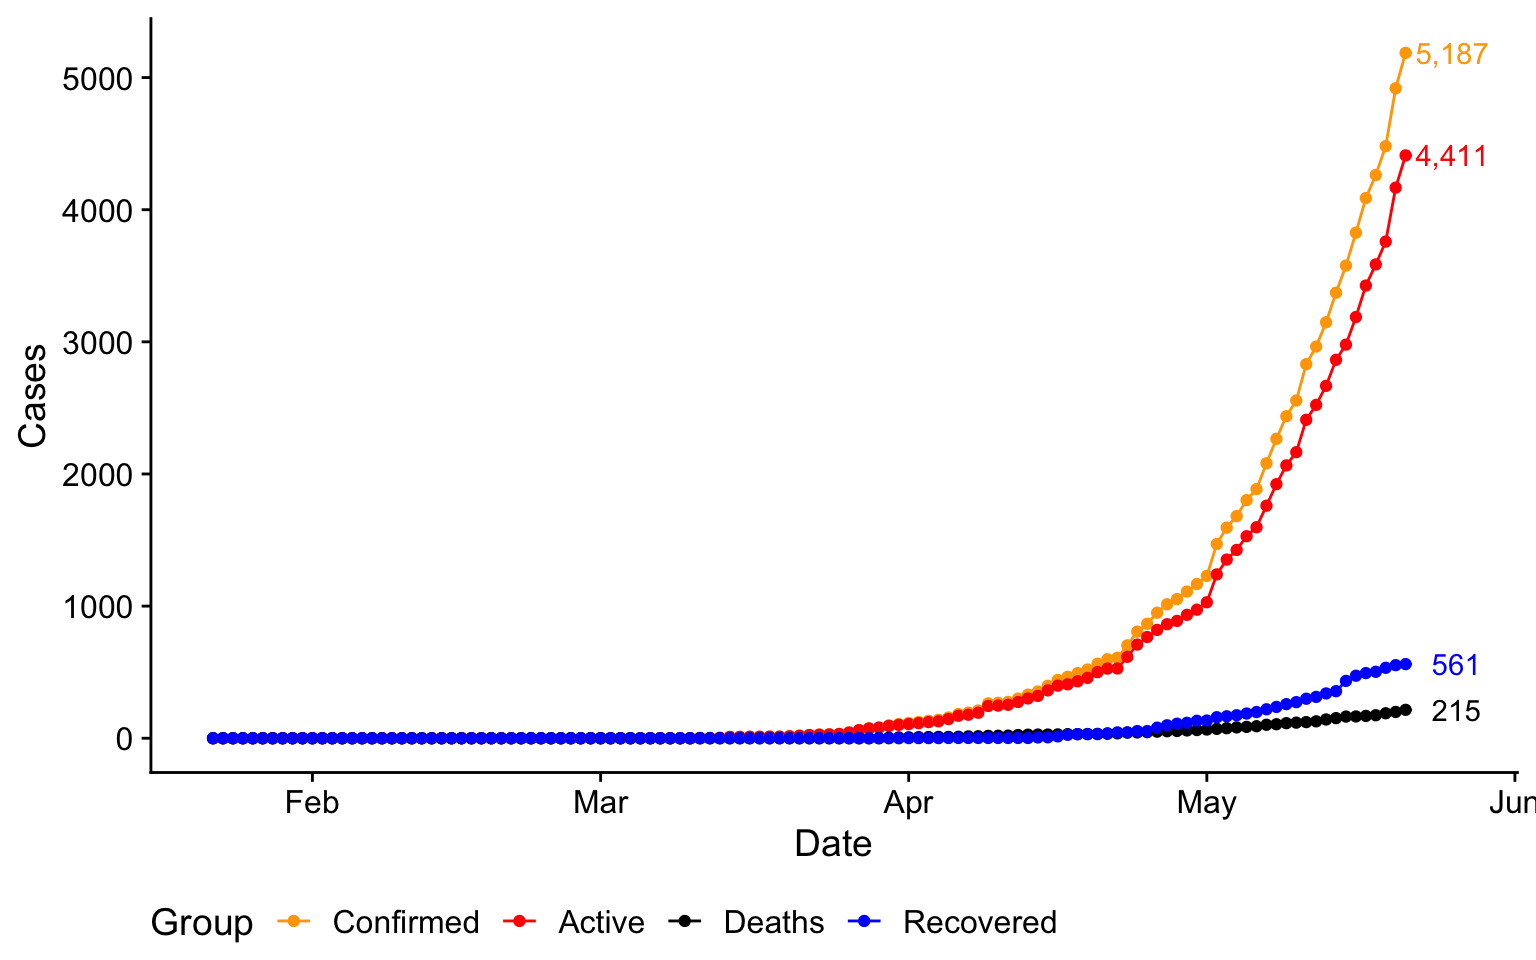 5,187
5000
4,411
4000
3000
Cases
2000
1000
561
215
0
Feb Mar Apr May Jun
Date
Group Confirmed Active Deaths Recovered